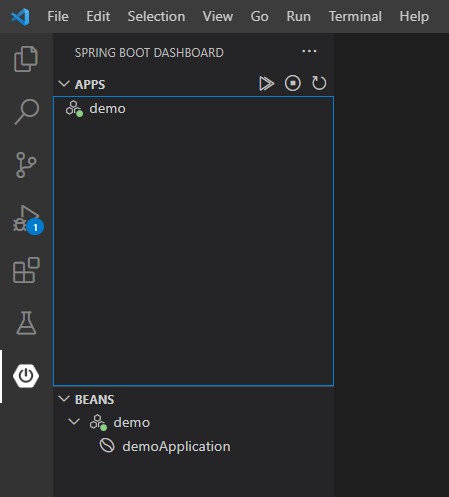 File Edit Selection View Go Run Terminal Help
SPRING BOOT DASHBOARD ...
APPS
demo
1
BEANS
demo
demoApplication